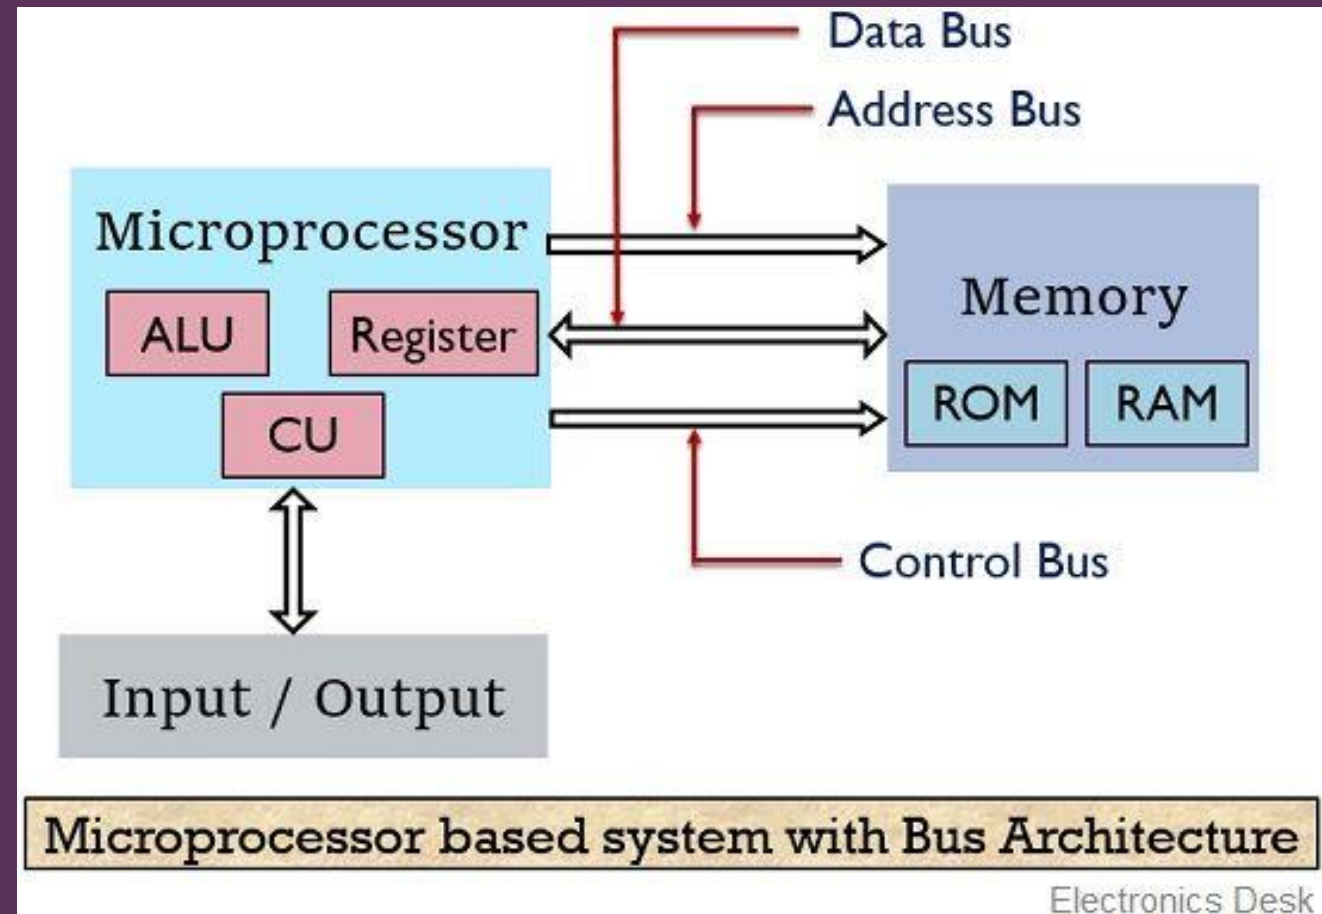 Data Bus
Address Bus
Microprocessor
ALU
Register
CU
Memory
ROM
RAM
Control Bus
Input / Output
Microprocessor based system with Bus Architecture
Electronics Desk